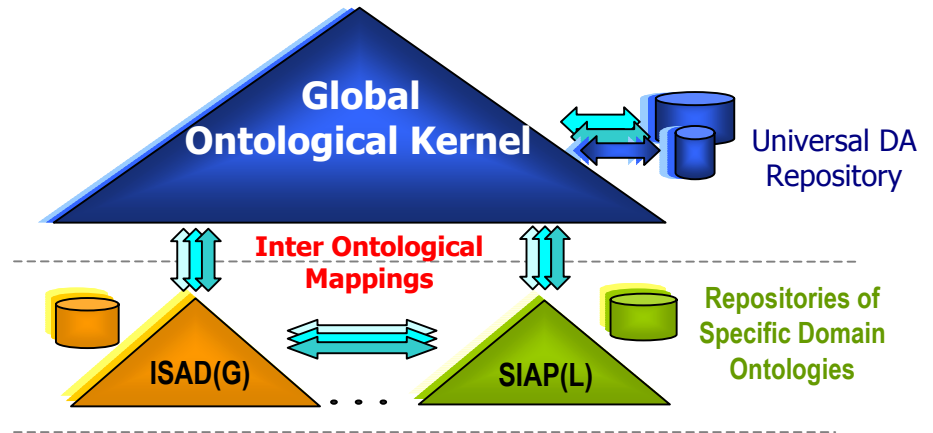 Global
Ontological Kernel
Universal DA
Repository
Inter Ontological
Mappings
Repositories of
Specific Domain
Ontologies
ISAD(G)
. . .
SIAP(L)